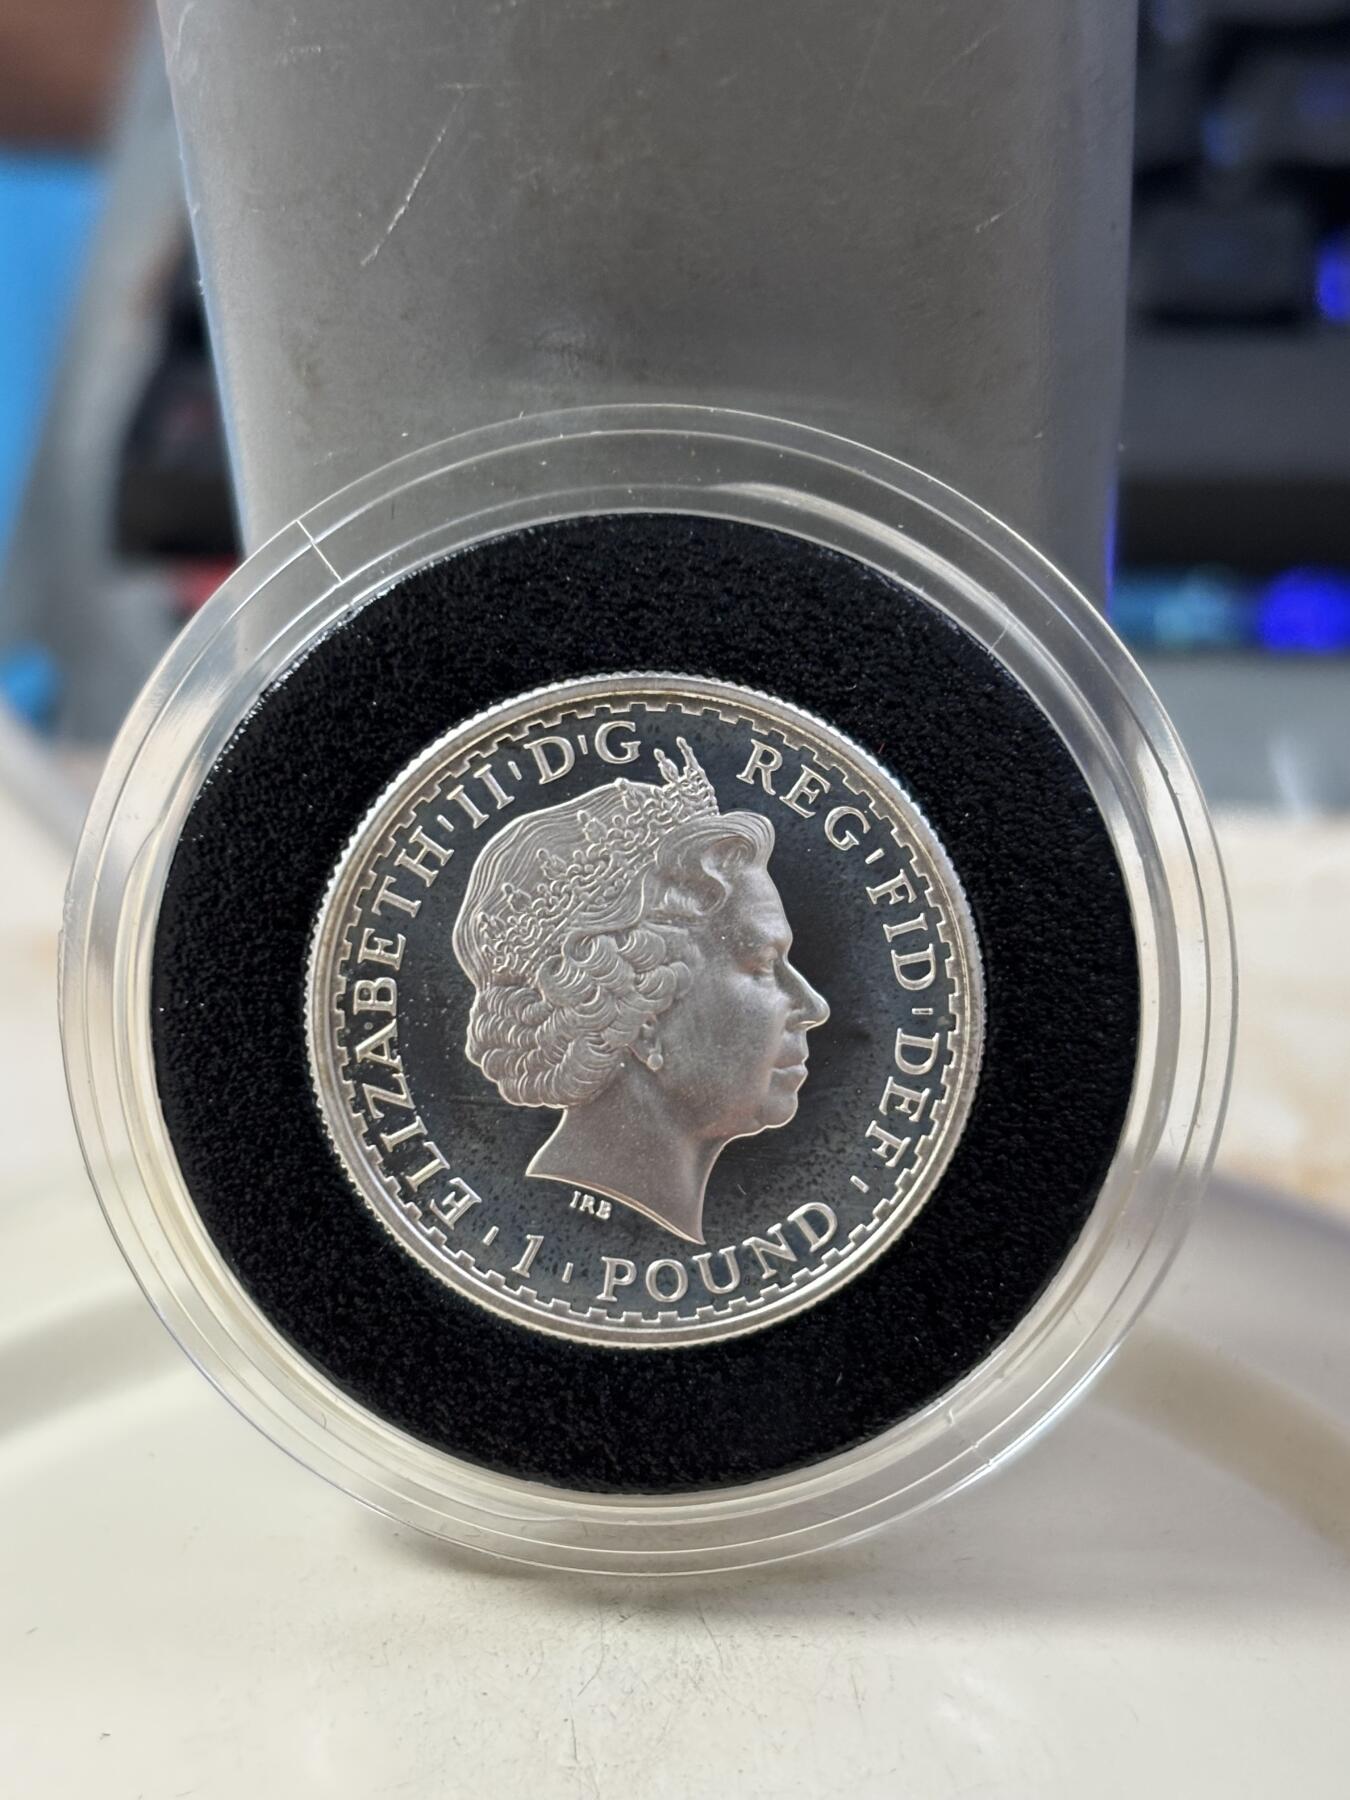 ELIZABETH·II·D·G REG·FID·DEF·
1·POUND
IRB